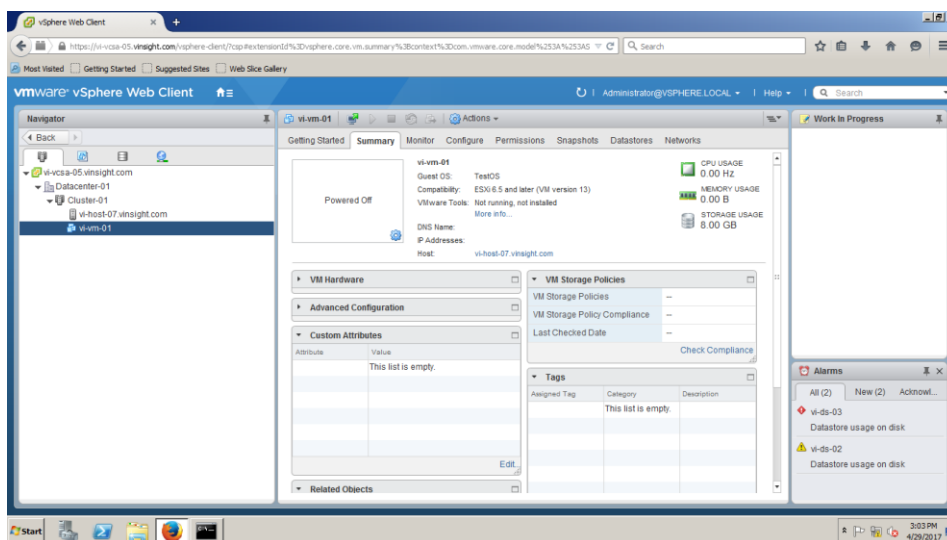 vSphere Web Client
https://vi-vcsa-05.vinsight.com/vsphere-client/?csp#extensionId%3Dvsphere.core.vm.summary%3Bcontext%3Dcom.vmware.core.model%253A%253AS
Search
Most Visited Getting Started Suggested Sites Web Slice Gallery
vmware® vSphere Web Client
Administrator@VSPHERE.LOCAL
Help
Search
Navigator
Back
vi-vcsa-05.vinsight.com
Datacenter-01
Cluster-01
vi-host-07.vinsight.com
vi-vm-01
vi-vm-01
Actions
Getting Started Summary Monitor Configure Permissions Snapshots Datastores Networks
Powered Off
vi-vm-01
Guest OS: TestOS
Compatibility: ESXi 6.5 and later (VM version 13)
VMware Tools: Not running, not installed
More info...
DNS Name:
IP Addresses:
Host: vi-host-07.vinsight.com
CPU USAGE
0.00 Hz
MEMORY USAGE
0.00 B
STORAGE USAGE
8.00 GB
VM Hardware
Advanced Configuration
Custom Attributes
Attribute Value
This list is empty.
Edit...
Related Objects
VM Storage Policies
VM Storage Policies --
VM Storage Policy Compliance --
Last Checked Date --
Check Compliance
Tags
Assigned Tag Category Description
This list is empty.
Work In Progress
Alarms
All (2) New (2) Acknowl...
vi-ds-03
Datastore usage on disk
vi-ds-02
Datastore usage on disk
Start
3:03 PM
4/29/2017